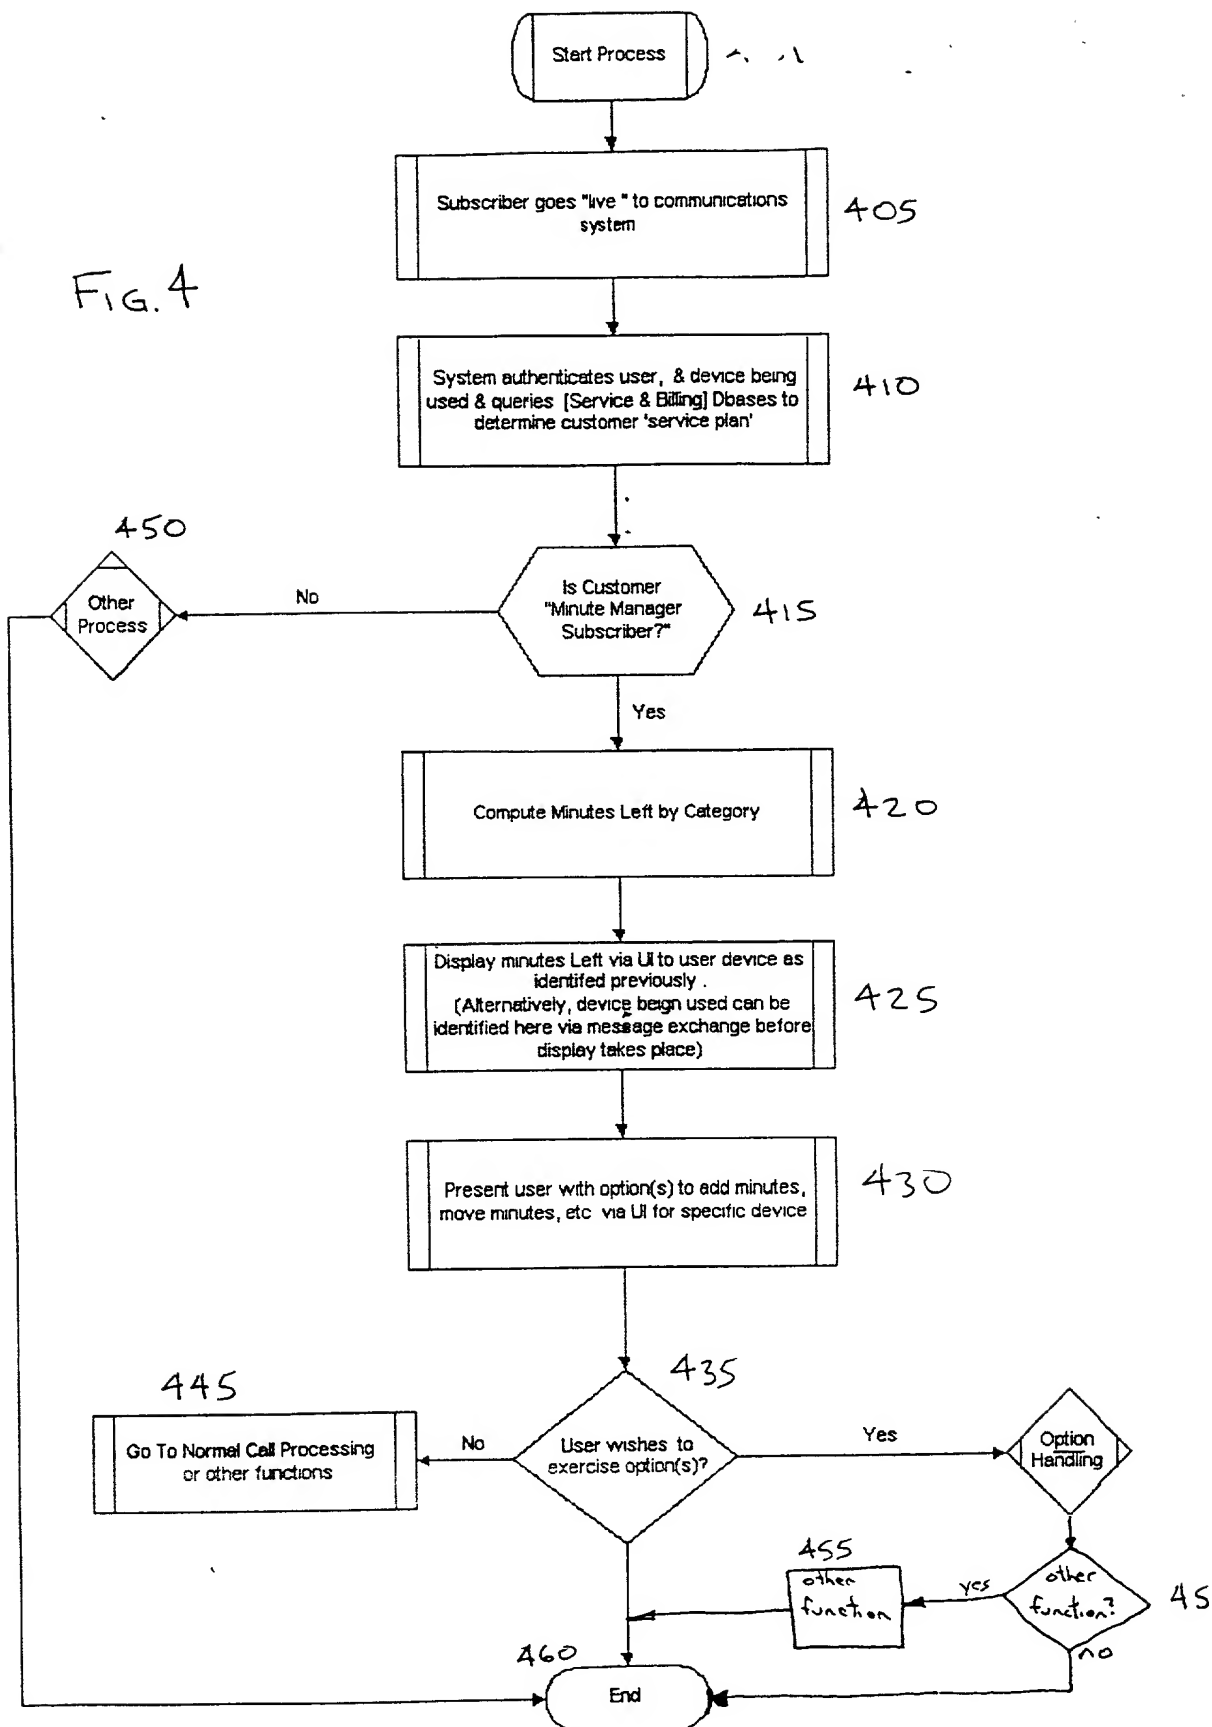 Start Process
Subscriber goes "live " to communications
system
405
FIG. 4
System authenticates user, & device being
used & queries [Service & Billing] Dbases to
determine customer 'service plan'
410
450
Other
Process
No
Is Customer
"Minute Manager
Subscriber?"
415
Yes
Compute Minutes Left by Category
420
Display minutes Left via UI to user device as
identifed previously .
(Alternatively, device beign used can be
identified here via message exchange before
display takes place)
425
Present user with option(s) to add minutes,
move minutes, etc via UI for specific device
430
435
445
Go To Normal Call Processing
or other functions
No
User wishes to
exercise option(s)?
Yes
Option
Handling
455
other
function
yes
other
function?
45
no
460
End